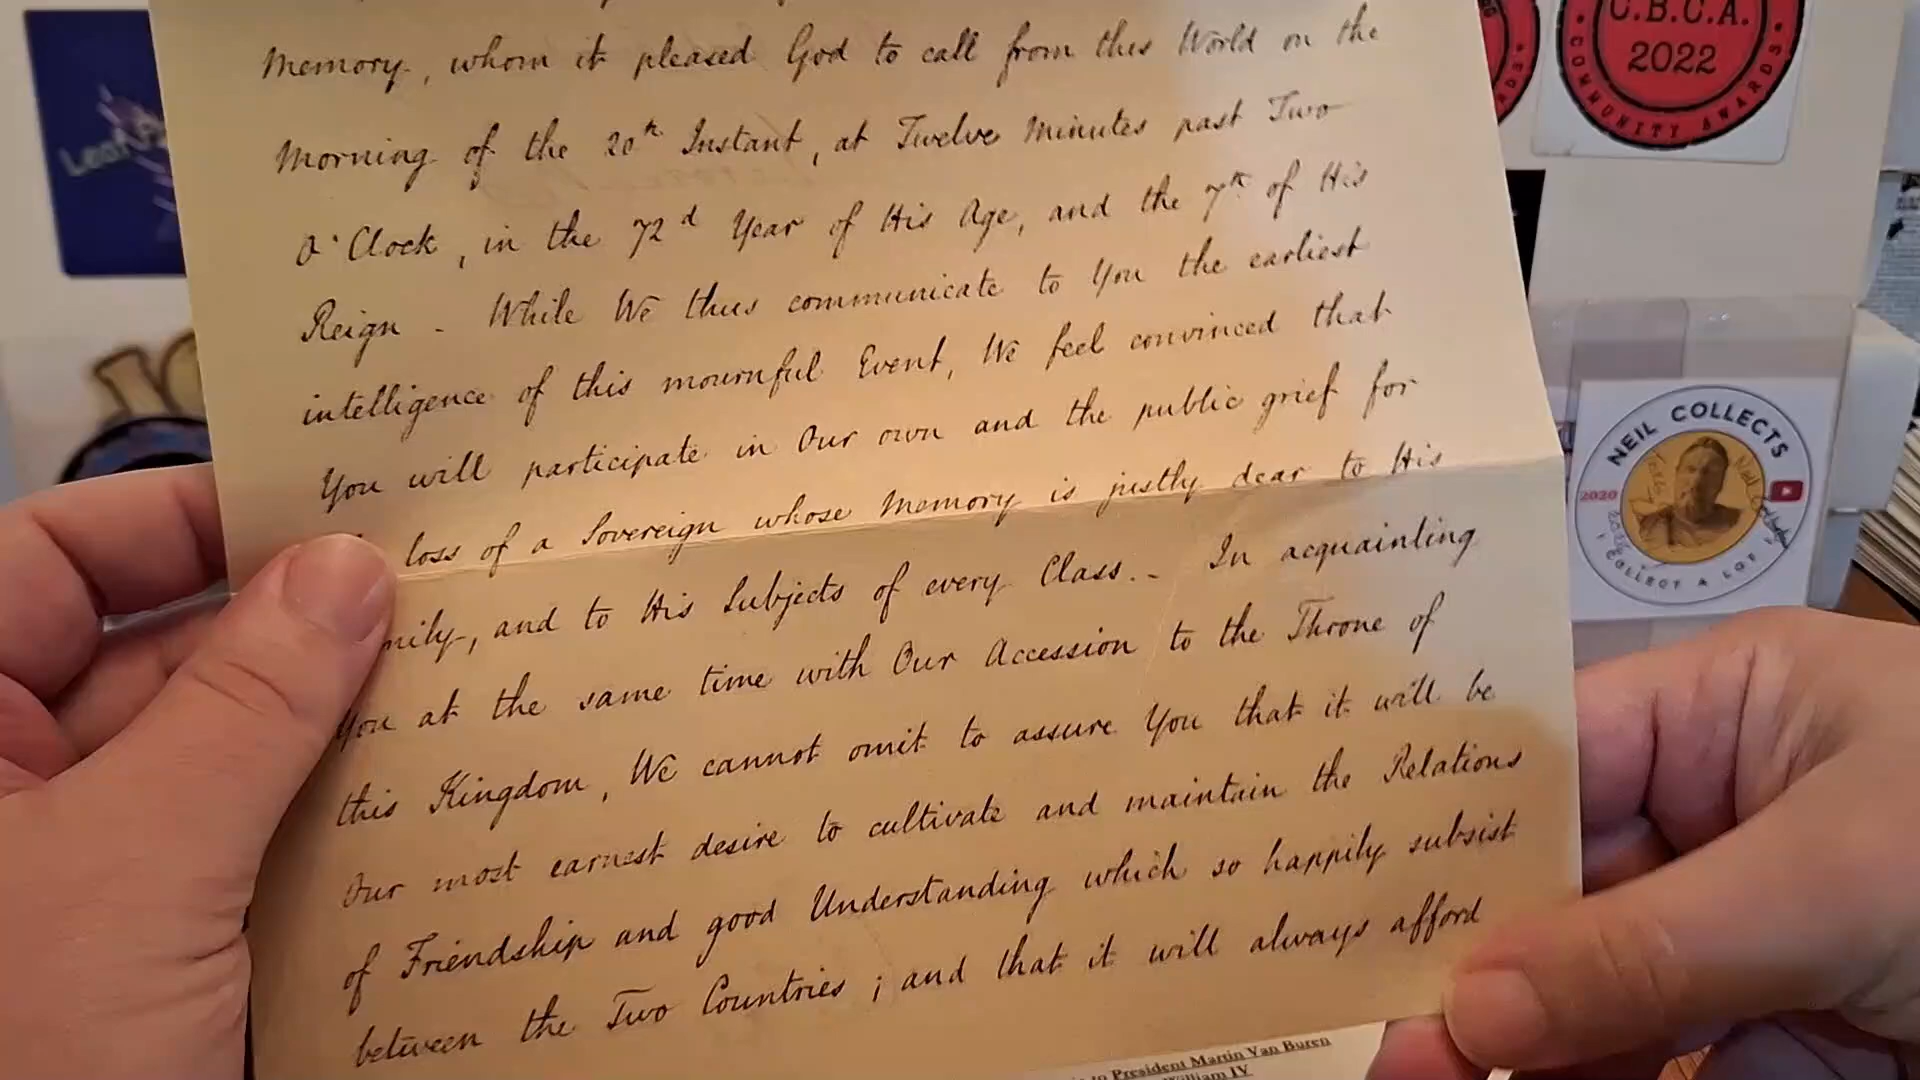 Memory, whom it pleased God to call from this World on the
Morning of the 20th Instant, at Twelve Minutes past Two
O'Clock, in the 72d Year of His Age, and the 7th of His
Reign - While We thus communicate to You the earliest
intelligence of this mournful Event, We feel convinced that
You will participate in Our own and the public grief for
loss of a Sovereign whose Memory is justly dear to His
mily, and to His Subjects of every Class. - In acquainting
You at the same time with Our Accession to the Throne of
this Kingdom, We cannot omit to assure You that it will be
Our most earnest desire to cultivate and maintain the Relations
of Friendship and good Understanding which so happily subsist
between the Two Countries; and that it will always afford
to President Martin Van Buren
William IV
C.B.C.A.
2022
COMMUNITY AWARDS
NEIL COLLECTS
2020
I COLLECT A LOT
Leaf